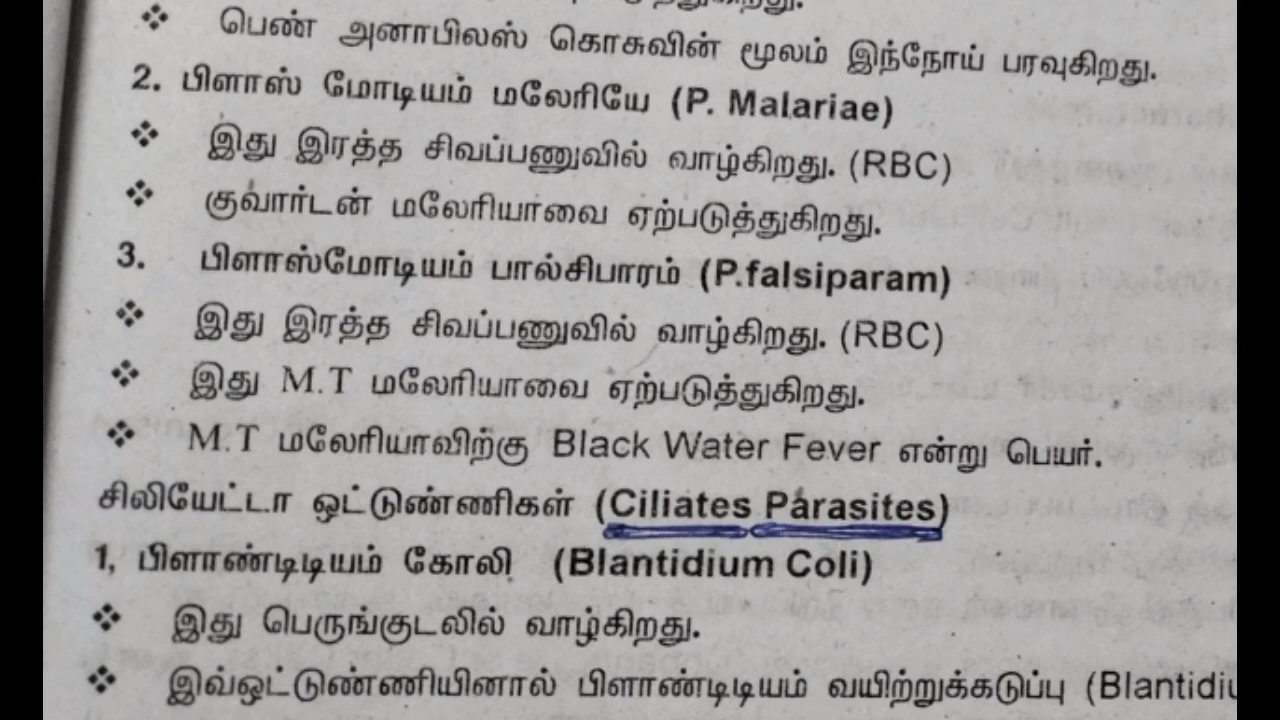 ❖ பெண் அனாபிலஸ் கொசுவின் மூலம் இந்நோய் பரவுகிறது.
2. பிளாஸ் மோடியம் மலேரியே (P. Malariae)
❖ இது இரத்த சிவப்பணுவில் வாழ்கிறது. (RBC)
❖ குவார்டன் மலேரியாவை ஏற்படுத்துகிறது.
3. பிளாஸ்மோடியம் பால்சிபாரம் (P.falsiparam)
❖ இது இரத்த சிவப்பணுவில் வாழ்கிறது. (RBC)
❖ இது M.T மலேரியாவை ஏற்படுத்துகிறது.
❖ M.T மலேரியாவிற்கு Black Water Fever என்று பெயர்.
சிலியேட்டா ஒட்டுண்ணிகள் (Ciliates Parasites)
1, பிளாண்டிடியம் கோலி (Blantidium Coli)
❖ இது பெருங்குடலில் வாழ்கிறது.
❖ இவ்ஒட்டுண்ணியினால் பிளாண்டிடியம் வயிற்றுக்கடுப்பு (Blantidiu